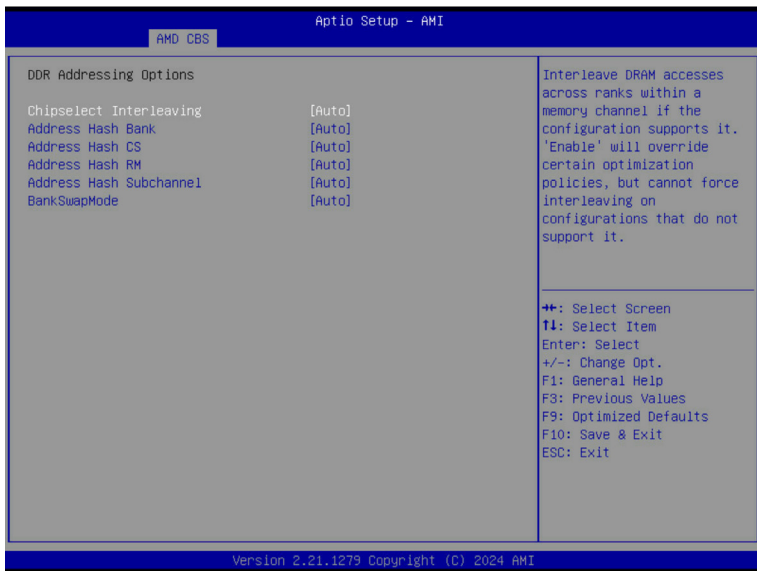 Aptio Setup – AMI
AMD CBS
DDR Addressing Options
Chipselect Interleaving [Auto]
Address Hash Bank [Auto]
Address Hash CS [Auto]
Address Hash RM [Auto]
Address Hash Subchannel [Auto]
BankSwapMode [Auto]
Interleave DRAM accesses
across ranks within a
memory channel if the
configuration supports it.
'Enable' will override
certain optimization
policies, but cannot force
interleaving on
configurations that do not
support it.
→←: Select Screen
↑↓: Select Item
Enter: Select
+/-: Change Opt.
F1: General Help
F3: Previous Values
F9: Optimized Defaults
F10: Save & Exit
ESC: Exit
Version 2.21.1279 Copyright (C) 2024 AMI